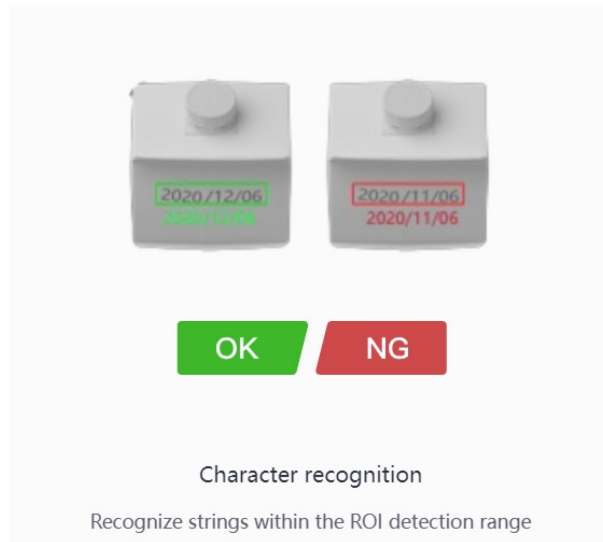 2020/12/06 2020/11/06
2020/12/06 2020/11/06
OK NG
Character recognition
Recognize strings within the ROI detection range